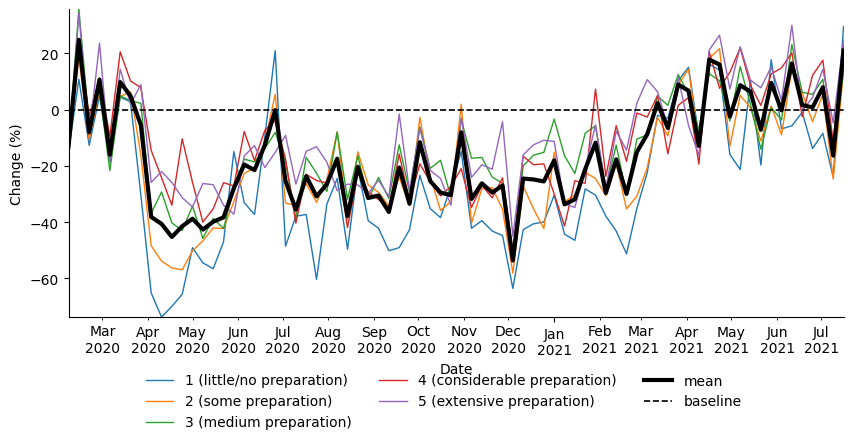 Change (%)
20
0
−20
−40
−60
Mar Apr May Jun Jul Aug Sep Oct Nov Dec Jan Feb Mar Apr May Jun Jul
2020 2020 2020 2020 2020 2020 2020 2020 2020 2020 2021 2021 2021 2021 2021 2021 2021
Date
1 (little/no preparation) 4 (considerable preparation) mean
2 (some preparation) 5 (extensive preparation) baseline
3 (medium preparation)